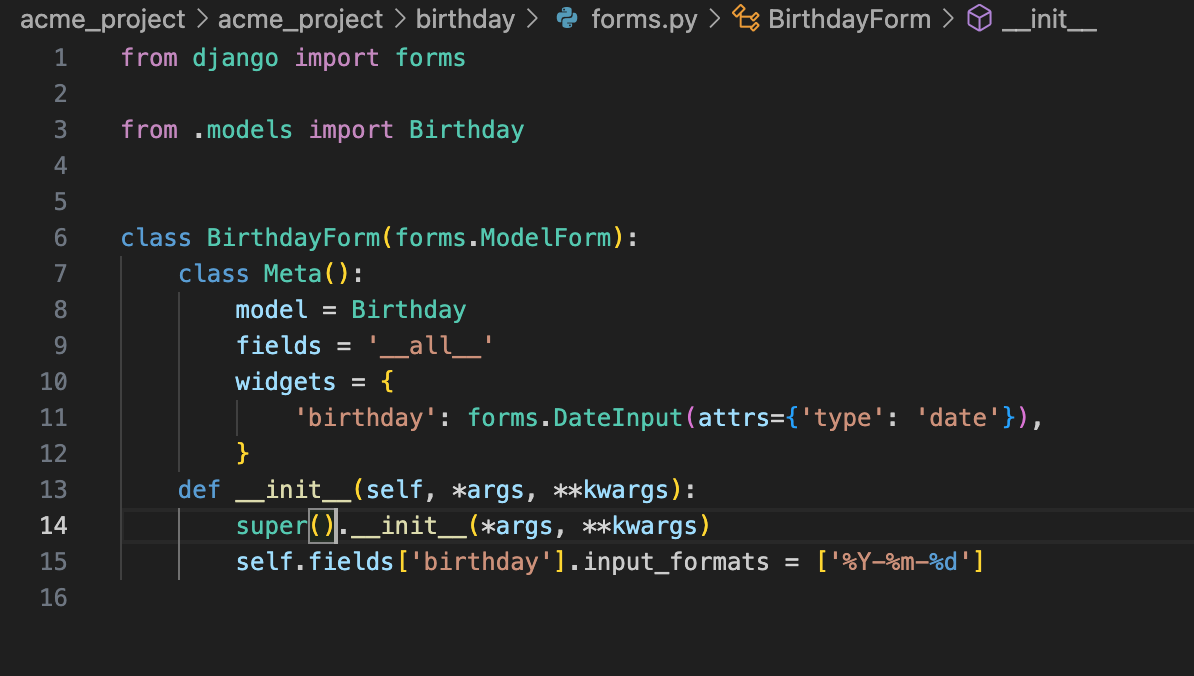 acme_project > acme_project > birthday > forms.py > BirthdayForm > __init__
1 from django import forms
2
3 from .models import Birthday
4
5
6 class BirthdayForm(forms.ModelForm):
7     class Meta():
8         model = Birthday
9         fields = '__all__'
10         widgets = {
11             'birthday': forms.DateInput(attrs={'type': 'date'}),
12         }
13     def __init__(self, *args, **kwargs):
14         super().__init__(*args, **kwargs)
15         self.fields['birthday'].input_formats = ['%Y-%m-%d']
16